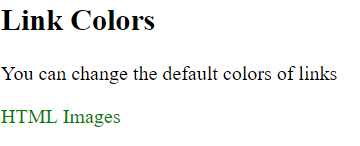 Link Colors
You can change the default colors of links
HTML Images